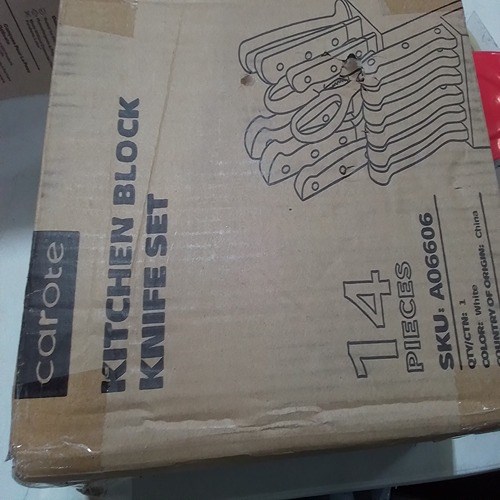 carote
KITCHEN BLOCK
KNIFE SET
14
PIECES
SKU: A06606
QTY/CTN: 1
COLOR: White
COUNTRY OF ORIGIN: China